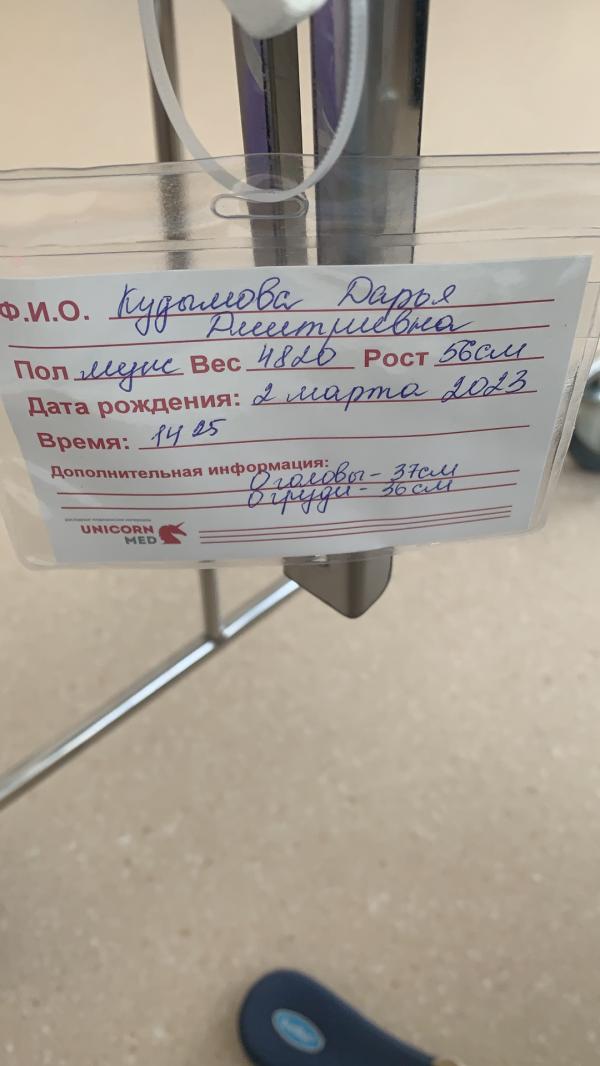 Ф.И.О. Кудымова Дарья
Дмитриевна
Пол муж Вес 4820 Рост 56см
Дата рождения: 2 марта 2023
Время: 14 25
Дополнительная информация:
О головы - 37см
О груди - 36см
UNICORN
MED